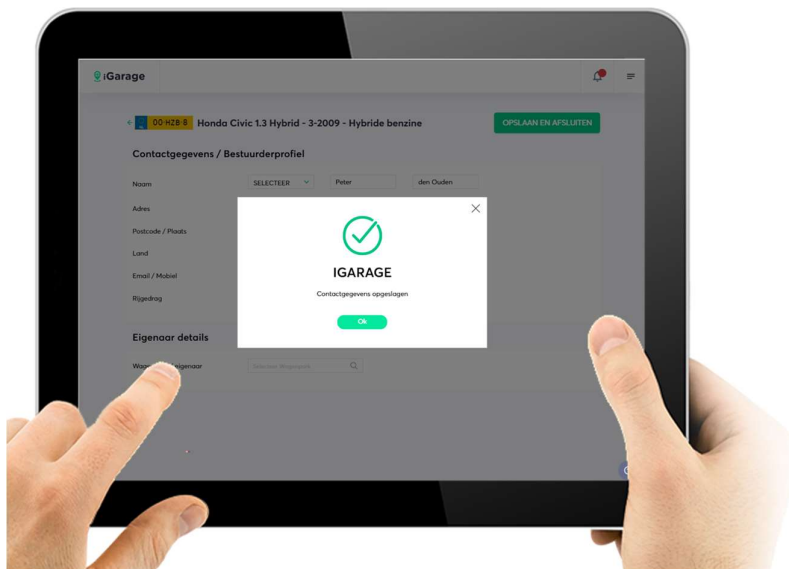 iGarage
00-HZB-8 Honda Civic 1.3 Hybrid - 3-2009 - Hybride benzine OPSLAAN EN AFSLUITEN
Contactgegevens / Bestuurderprofiel
Naam SELECTEER Peter den Ouden
Adres
Postcode / Plaats
Land
Email / Mobiel
Rijgedrag
IGARAGE
Contactgegevens opgeslagen
Ok
Eigenaar details
eigenaar Selecteer